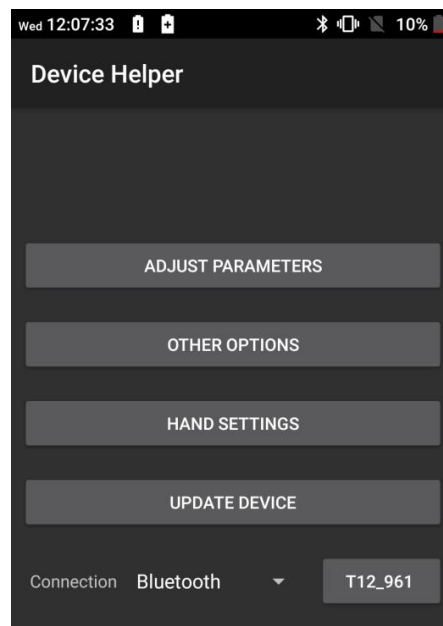 Wed 12:07:33 10%
Device Helper
ADJUST PARAMETERS
OTHER OPTIONS
HAND SETTINGS
UPDATE DEVICE
Connection Bluetooth T12_961